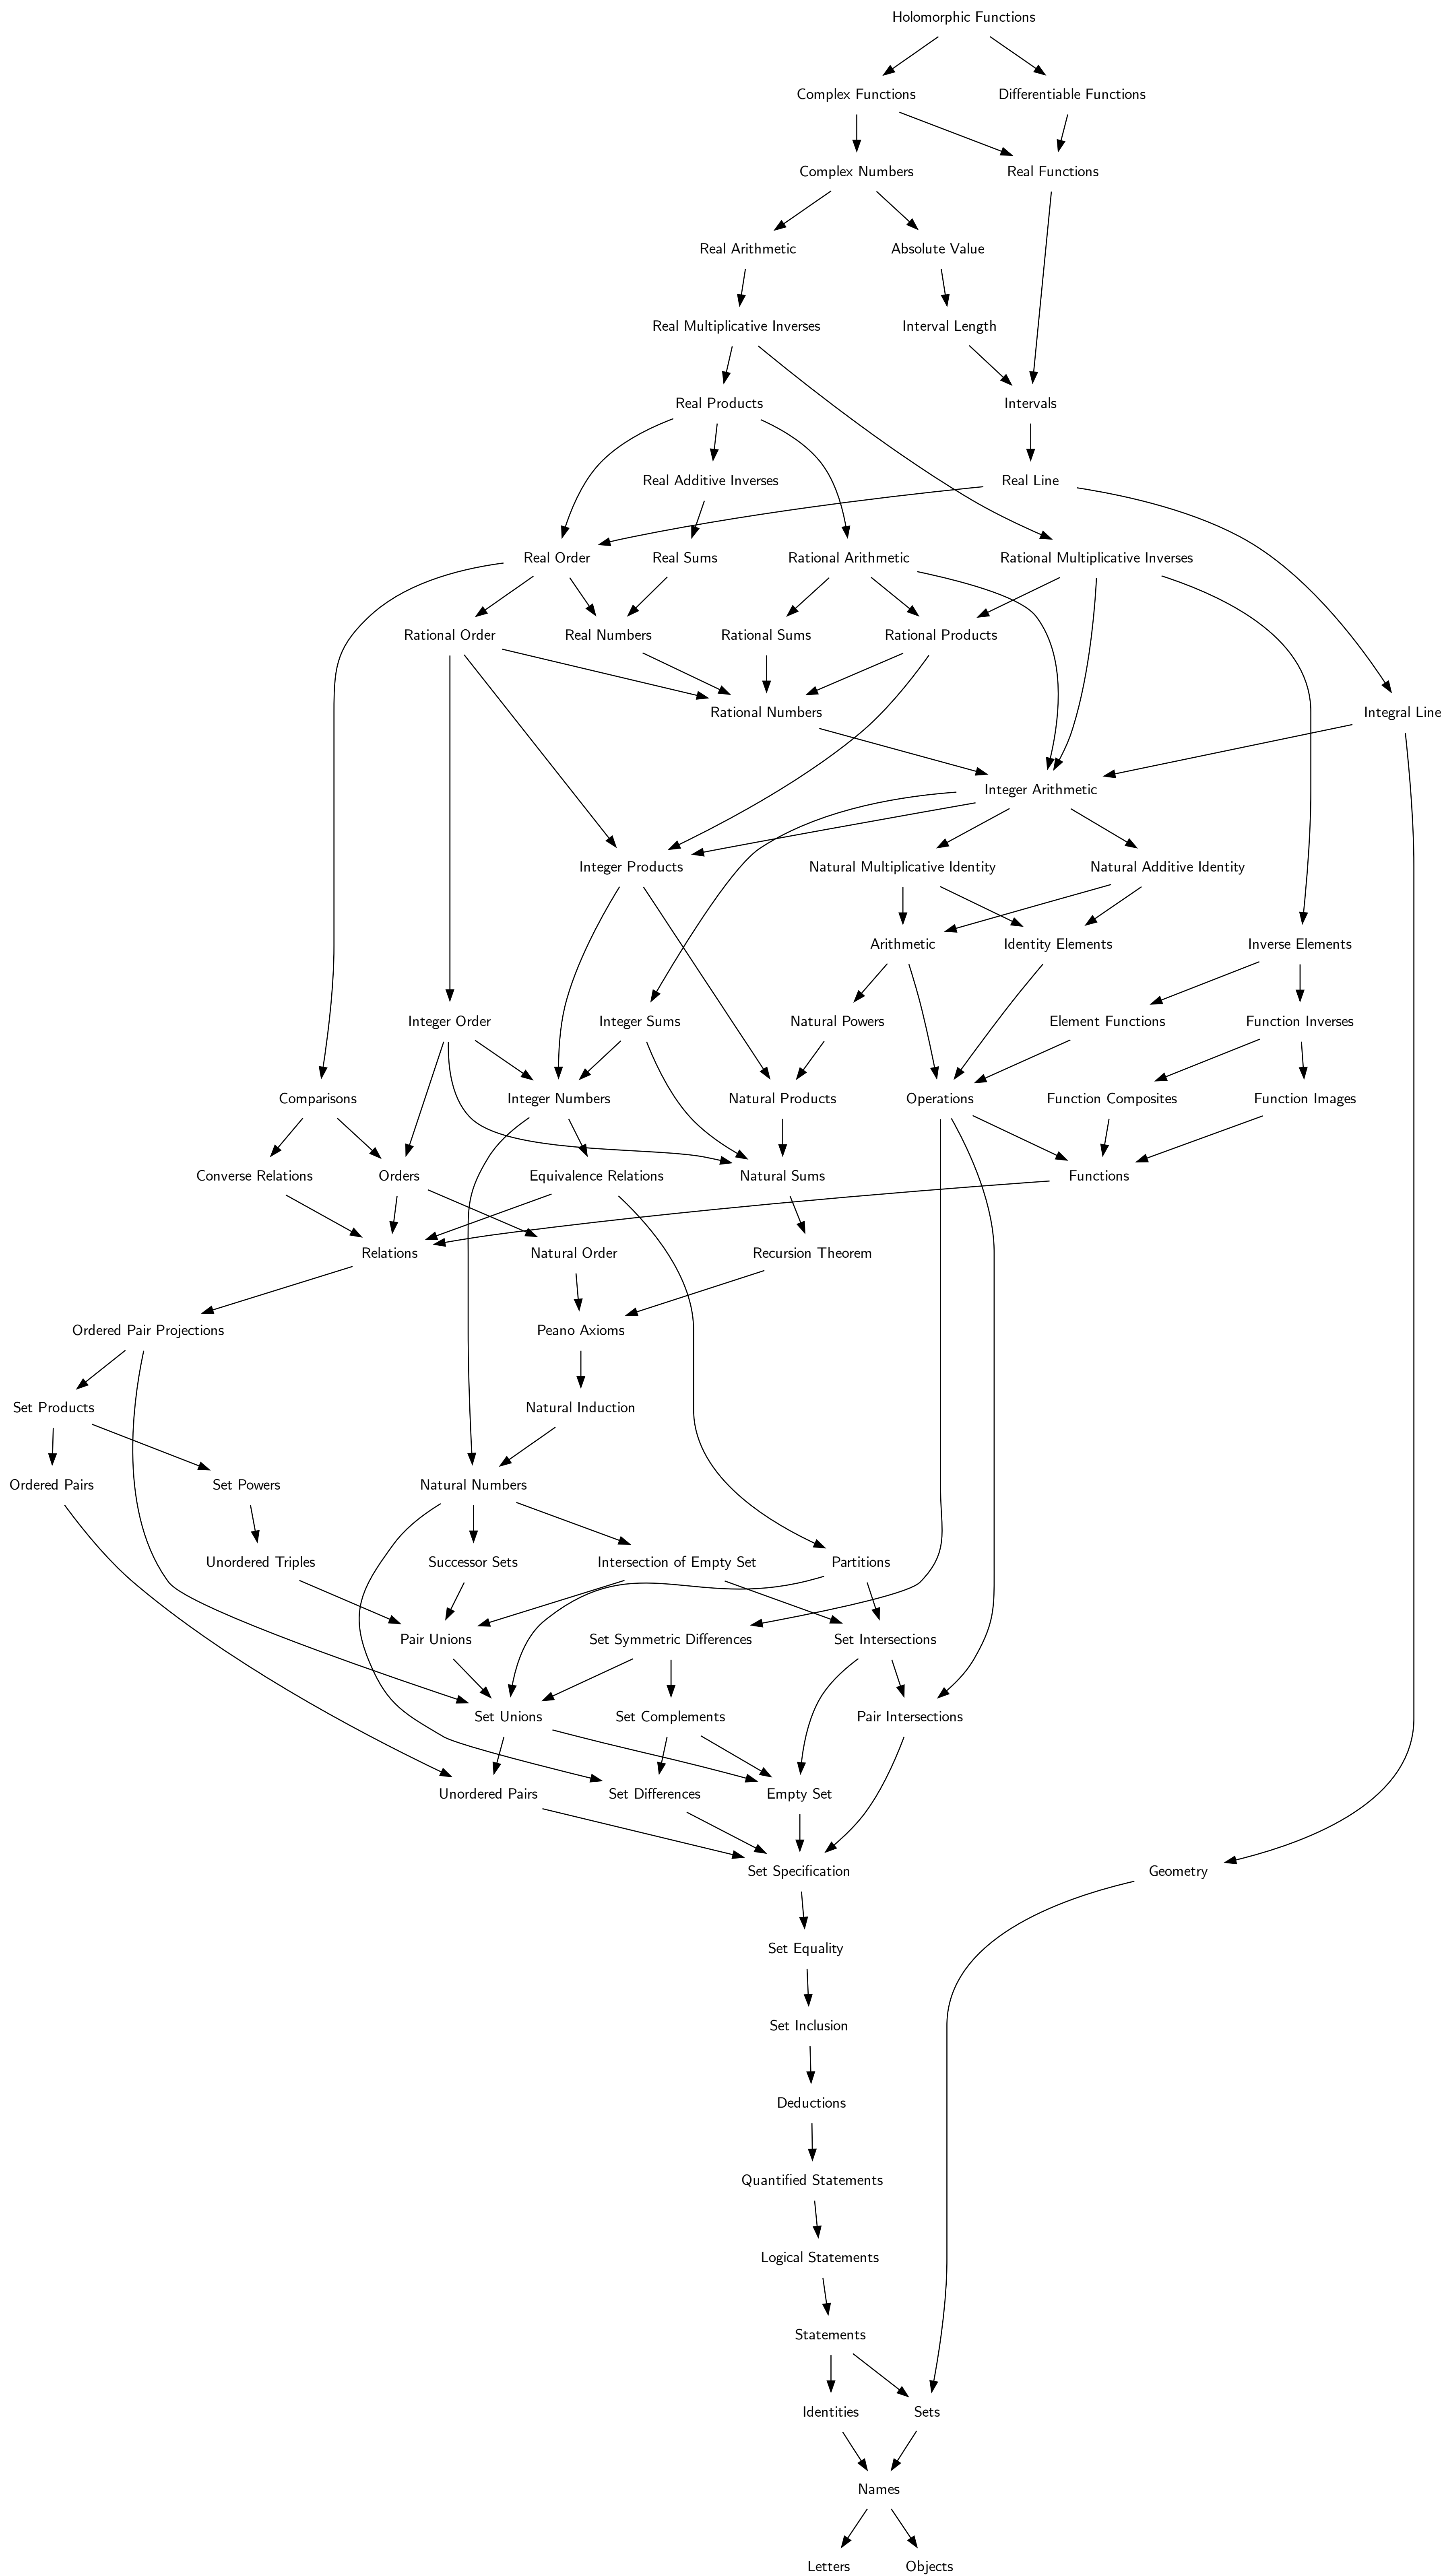 Holomorphic Functions
Complex Functions
Differentiable Functions
Complex Numbers
Real Functions
Real Arithmetic
Absolute Value
Real Multiplicative Inverses
Interval Length
Real Products
Intervals
Real Additive Inverses
Real Line
Real Order
Real Sums
Rational Arithmetic
Rational Multiplicative Inverses
Rational Order
Real Numbers
Rational Sums
Rational Products
Rational Numbers
Integral Line
Integer Arithmetic
Integer Products
Natural Multiplicative Identity
Natural Additive Identity
Arithmetic
Identity Elements
Inverse Elements
Integer Order
Integer Sums
Natural Powers
Element Functions
Function Inverses
Comparisons
Integer Numbers
Natural Products
Operations
Function Composites
Function Images
Converse Relations
Orders
Equivalence Relations
Natural Sums
Functions
Relations
Natural Order
Recursion Theorem
Ordered Pair Projections
Peano Axioms
Set Products
Natural Induction
Ordered Pairs
Set Powers
Natural Numbers
Unordered Triples
Successor Sets
Intersection of Empty Set
Partitions
Pair Unions
Set Symmetric Differences
Set Intersections
Set Unions
Set Complements
Pair Intersections
Unordered Pairs
Set Differences
Empty Set
Set Specification
Geometry
Set Equality
Set Inclusion
Deductions
Quantified Statements
Logical Statements
Statements
Identities
Sets
Names
Letters
Objects